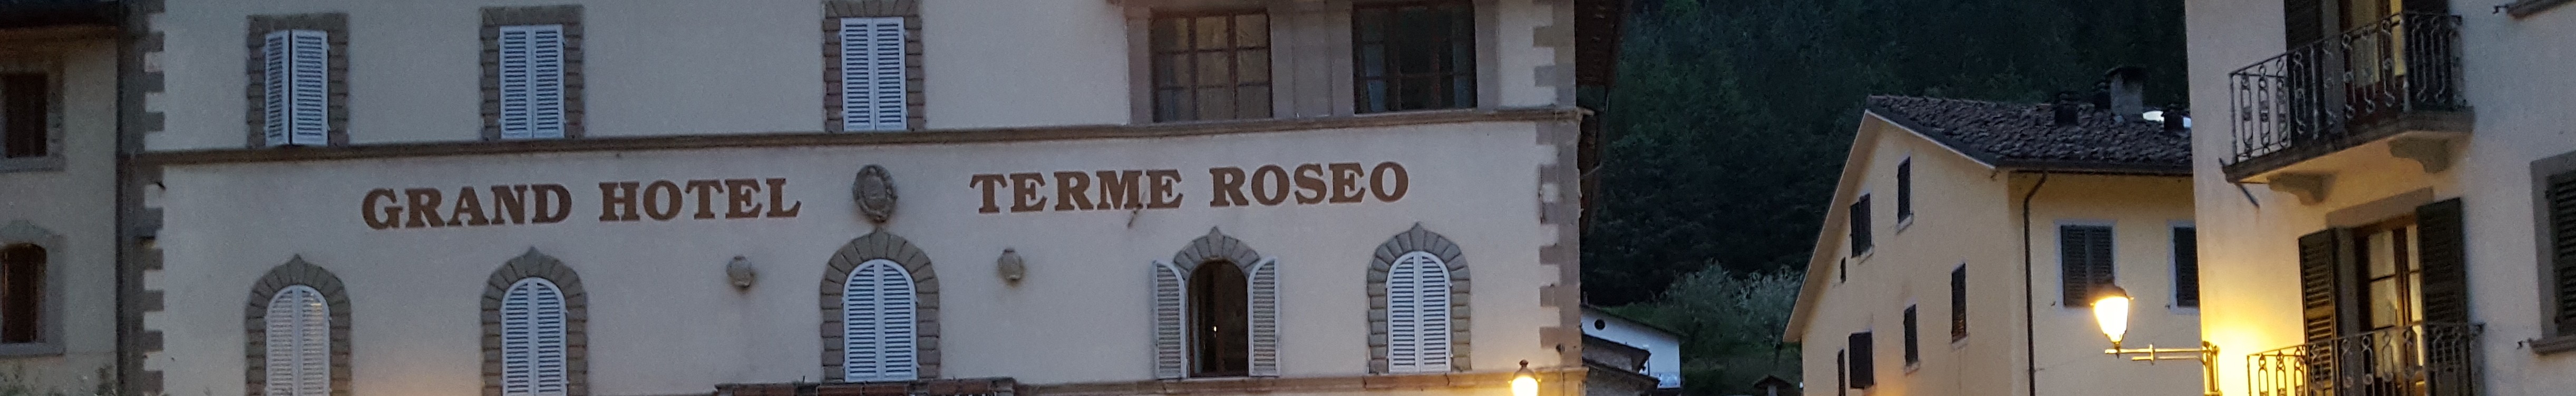 GRAND HOTEL TERME ROSEO